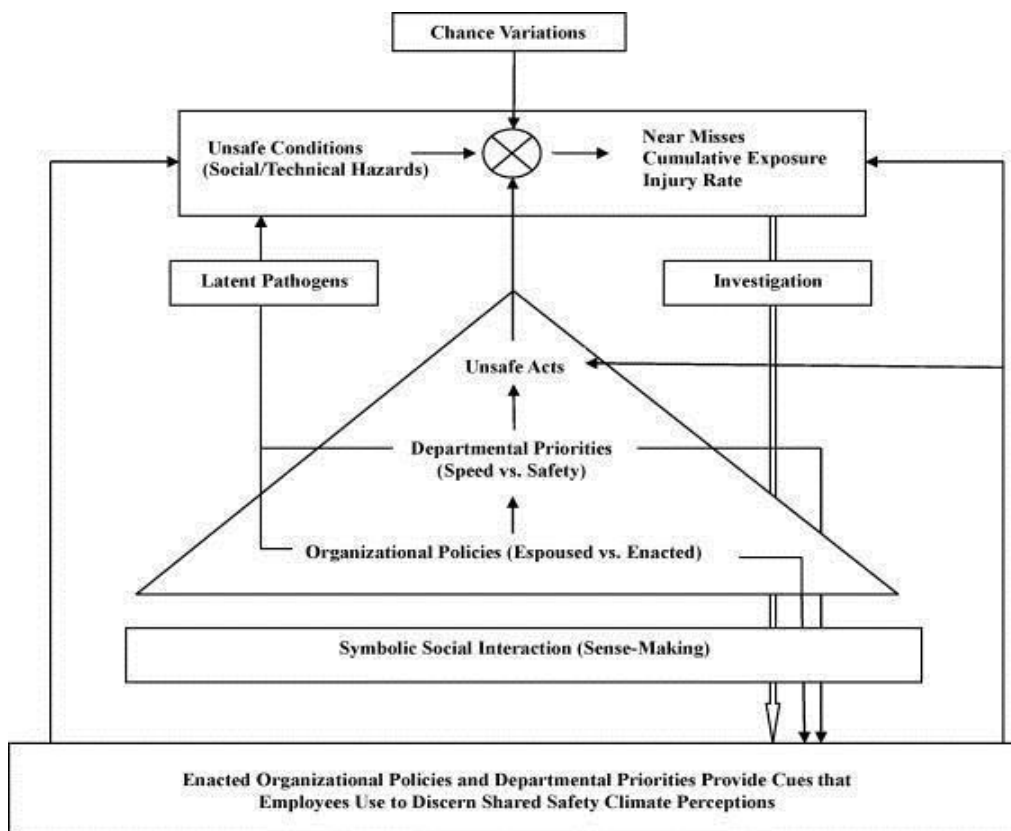 Chance Variations
Unsafe Conditions
(Social/Technical Hazards)
Near Misses
Cumulative Exposure
Injury Rate
Latent Pathogens
Investigation
Unsafe Acts
Departmental Priorities
(Speed vs. Safety)
Organizational Policies (Espoused vs. Enacted)
Symbolic Social Interaction (Sense-Making)
Enacted Organizational Policies and Departmental Priorities Provide Cues that
Employees Use to Discern Shared Safety Climate Perceptions